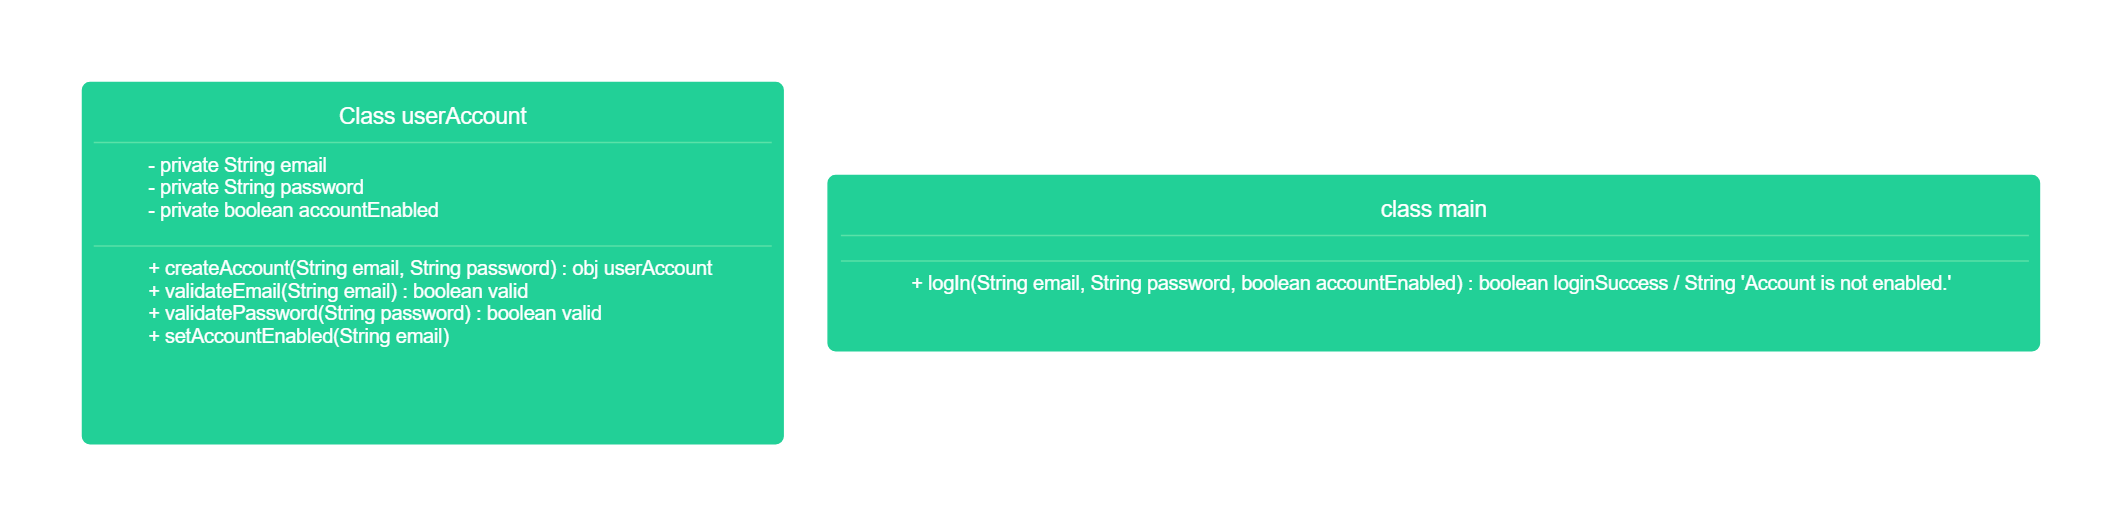 Class userAccount
- private String email
- private String password
- private boolean accountEnabled
+ createAccount(String email, String password) : obj userAccount
+ validateEmail(String email) : boolean valid
+ validatePassword(String password) : boolean valid
+ setAccountEnabled(String email)
class main
+ logIn(String email, String password, boolean accountEnabled) : boolean loginSuccess / String 'Account is not enabled.'